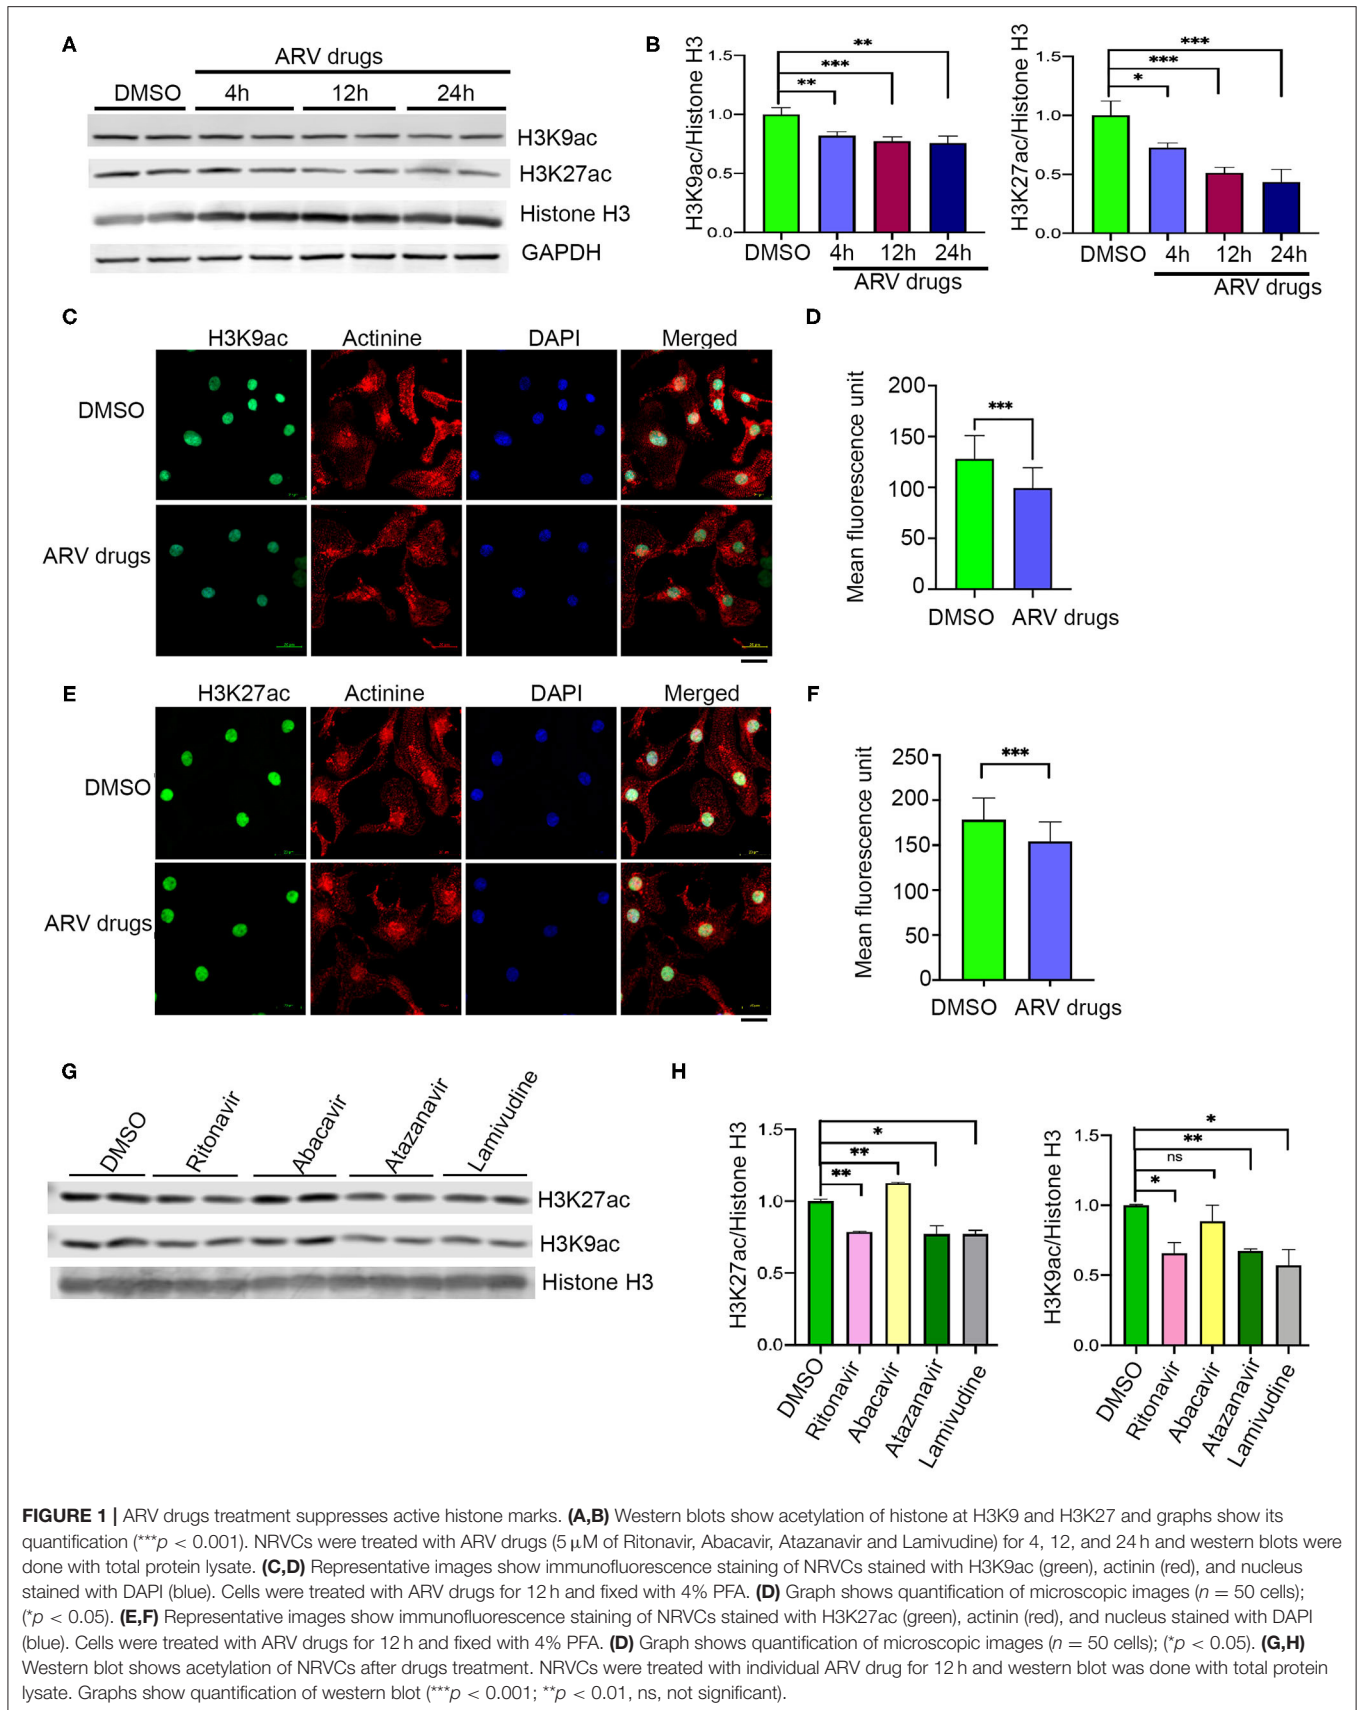 A
ARV drugs
DMSO 4h 12h 24h
H3K9ac
H3K27ac
Histone H3
GAPDH
B
H3K9ac/Histone H3
1.5
1.0
0.5
0.0
**
***
**
DMSO 4h 12h 24h
ARV drugs
H3K27ac/Histone H3
1.5
1.0
0.5
0.0
***
***
*
DMSO 4h 12h 24h
ARV drugs
C
H3K9ac Actinine DAPI Merged
DMSO
ARV drugs
D
Mean fluorescence unit
200
150
100
50
0
***
DMSO ARV drugs
E
H3K27ac Actinine DAPI Merged
DMSO
ARV drugs
F
Mean fluorescence unit
250
200
150
100
50
0
***
DMSO ARV drugs
G
DMSO Ritonavir Abacavir Atazanavir Lamivudine
H3K27ac
H3K9ac
Histone H3
H
H3K27ac/Histone H3
1.5
1.0
0.5
0.0
*
**
**
DMSO Ritonavir Abacavir Atazanavir Lamivudine
H3K9ac/Histone H3
1.5
1.0
0.5
0.0
*
**
ns
*
DMSO Ritonavir Abacavir Atazanavir Lamivudine
FIGURE 1 | ARV drugs treatment suppresses active histone marks. (A,B) Western blots show acetylation of histone at H3K9 and H3K27 and graphs show its
quantification (***p < 0.001). NRVCs were treated with ARV drugs (5 μM of Ritonavir, Abacavir, Atazanavir and Lamivudine) for 4, 12, and 24 h and western blots were
done with total protein lysate. (C,D) Representative images show immunofluorescence staining of NRVCs stained with H3K9ac (green), actinin (red), and nucleus
stained with DAPI (blue). Cells were treated with ARV drugs for 12 h and fixed with 4% PFA. (D) Graph shows quantification of microscopic images (n = 50 cells);
(*p < 0.05). (E,F) Representative images show immunofluorescence staining of NRVCs stained with H3K27ac (green), actinin (red), and nucleus stained with DAPI
(blue). Cells were treated with ARV drugs for 12 h and fixed with 4% PFA. (D) Graph shows quantification of microscopic images (n = 50 cells); (*p < 0.05). (G,H)
Western blot shows acetylation of NRVCs after drugs treatment. NRVCs were treated with individual ARV drug for 12 h and western blot was done with total protein
lysate. Graphs show quantification of western blot (***p < 0.001; **p < 0.01, ns, not significant).